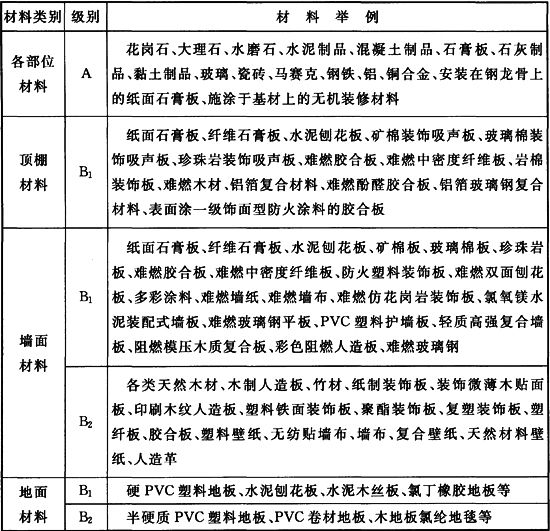 材料类别 级别 材料举例
各部位材料 A 花岗石、大理石、水磨石、水泥制品、混凝土制品、石膏板、石灰制
品、黏土制品、玻璃、瓷砖、马赛克、钢铁、铝、铜合金、安装在钢龙骨上
的纸面石膏板、施涂于基材上的无机装修材料
顶棚材料 B₁ 纸面石膏板、纤维石膏板、水泥刨花板、矿棉装饰吸声板、玻璃棉装
饰吸声板、珍珠岩装饰吸声板、难燃胶合板、难燃中密度纤维板、岩棉
装饰板、难燃木材、铝箔复合材料、难燃酚醛胶合板、铝箔玻璃钢复合
材料、表面涂一级饰面型防火涂料的胶合板
墙面材料 B₁ 纸面石膏板、纤维石膏板、水泥刨花板、矿棉板、玻璃棉板、珍珠岩
板、难燃胶合板、难燃中密度纤维板、防火塑料装饰板、难燃双面刨花
板、多彩涂料、难燃墙纸、难燃墙布、难燃仿花岗岩装饰板、氯氧镁水
泥装配式墙板、难燃玻璃钢平板、PVC塑料护墙板、轻质高强复合墙
板、阻燃模压木质复合板、彩色阻燃人造板、难燃玻璃钢
B₂ 各类天然木材、木制人造板、竹材、纸制装饰板、装饰微薄木贴面
板、印刷木纹人造板、塑料铁面装饰板、聚酯装饰板、复塑装饰板、塑
纤板、胶合板、塑料壁纸、无纺贴墙布、墙布、复合壁纸、天然材料壁
纸、人造革
地面材料 B₁ 硬PVC塑料地板、水泥刨花板、水泥木丝板、氯丁橡胶地板等
B₂ 半硬质PVC塑料地板、PVC卷材地板、木地板氯纶地毯等